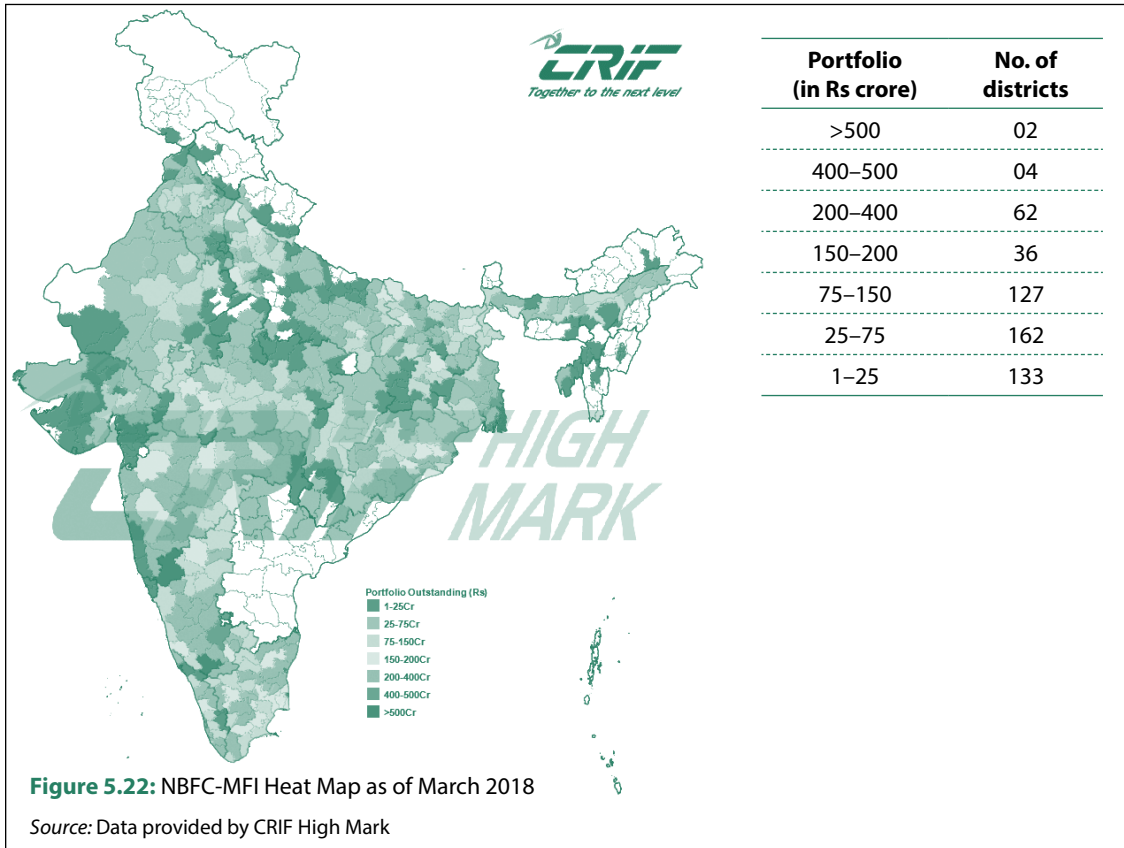 CRIF
Together to the next level
Portfolio (in Rs crore) No. of districts
>500 02
400–500 04
200–400 62
150–200 36
75–150 127
25–75 162
1–25 133
CRIF HIGH MARK
Portfolio Outstanding (Rs)
1-25Cr
25-75Cr
75-150Cr
150-200Cr
200-400Cr
400-500Cr
>500Cr
Figure 5.22: NBFC-MFI Heat Map as of March 2018
Source: Data provided by CRIF High Mark